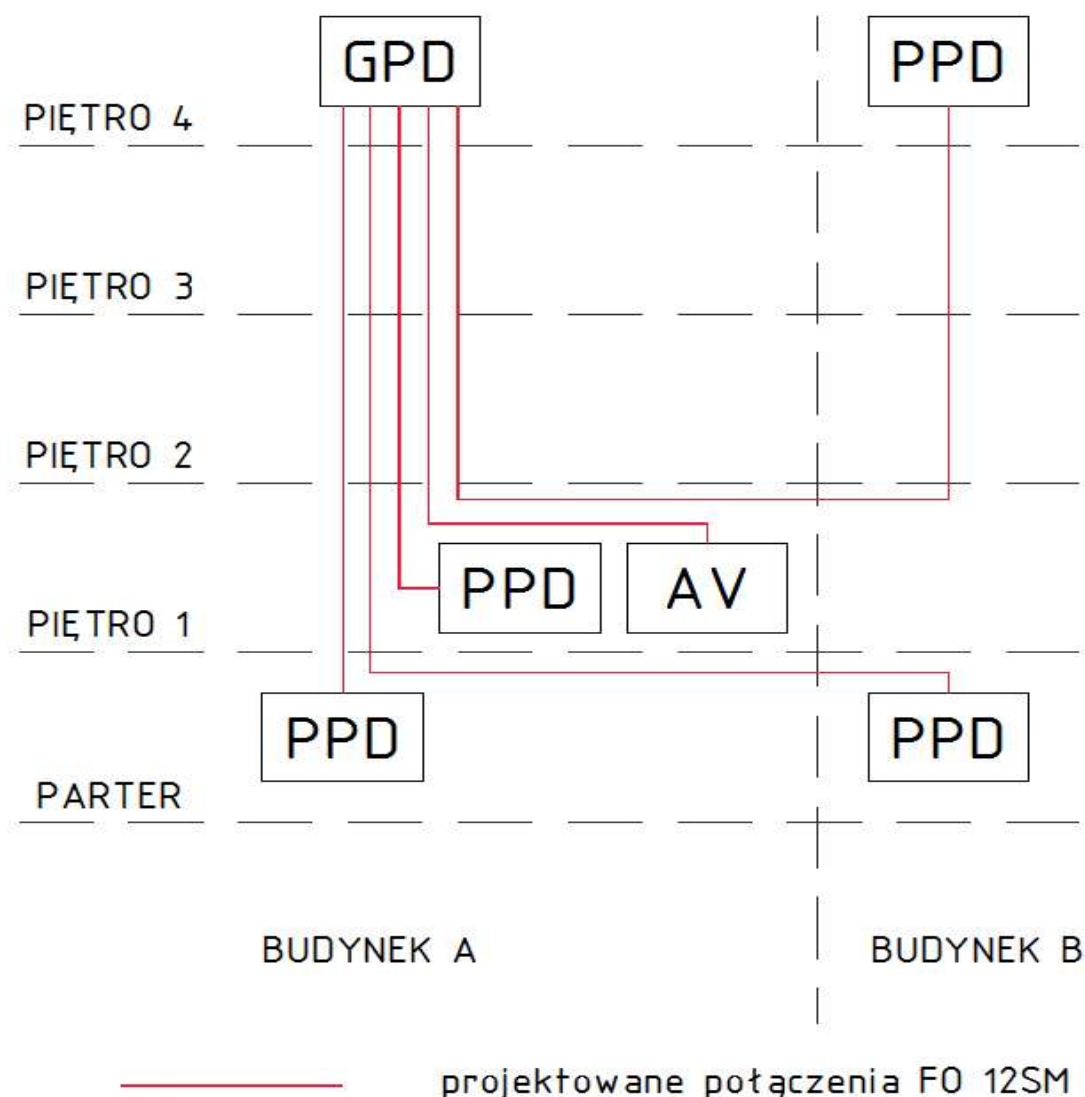 GPD PPD
PIĘTRO 4
PIĘTRO 3
PIĘTRO 2
PPD AV
PIĘTRO 1
PPD PPD
PARTER
BUDYNEK A BUDYNEK B
projektowane połączenia FO 12SM